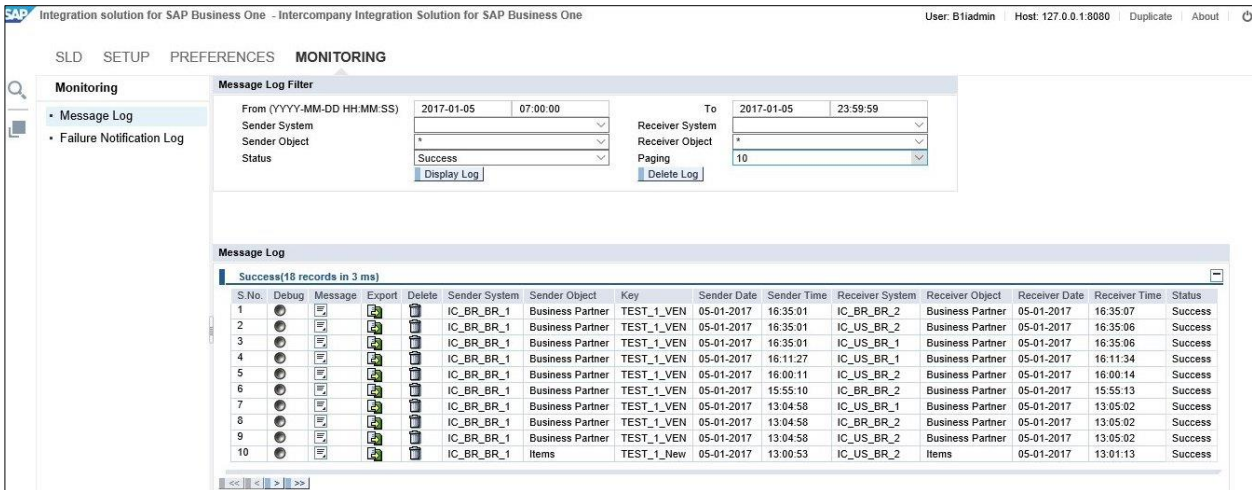 SAP Integration solution for SAP Business One - Intercompany Integration Solution for SAP Business One User: B1iadmin Host: 127.0.0.1:8080 Duplicate About
SLD SETUP PREFERENCES MONITORING
Monitoring
• Message Log
• Failure Notification Log
Message Log Filter
From (YYYY-MM-DD HH:MM:SS) 2017-01-05 07:00:00 To 2017-01-05 23:59:59
Sender System Receiver System
Sender Object * Receiver Object *
Status Success Paging 10
Display Log Delete Log
Message Log
Success(18 records in 3 ms)
S.No. Debug Message Export Delete Sender System Sender Object Key Sender Date Sender Time Receiver System Receiver Object Receiver Date Receiver Time Status
1 IC_BR_BR_1 Business Partner TEST_1_VEN 05-01-2017 16:35:01 IC_BR_BR_2 Business Partner 05-01-2017 16:35:07 Success
2 IC_BR_BR_1 Business Partner TEST_1_VEN 05-01-2017 16:35:01 IC_US_BR_2 Business Partner 05-01-2017 16:35:06 Success
3 IC_BR_BR_1 Business Partner TEST_1_VEN 05-01-2017 16:35:01 IC_US_BR_1 Business Partner 05-01-2017 16:35:06 Success
4 IC_BR_BR_1 Business Partner TEST_1_VEN 05-01-2017 16:11:27 IC_US_BR_1 Business Partner 05-01-2017 16:11:34 Success
5 IC_BR_BR_1 Business Partner TEST_1_VEN 05-01-2017 16:00:11 IC_US_BR_2 Business Partner 05-01-2017 16:00:14 Success
6 IC_BR_BR_1 Business Partner TEST_1_VEN 05-01-2017 15:55:10 IC_BR_BR_2 Business Partner 05-01-2017 15:55:13 Success
7 IC_BR_BR_1 Business Partner TEST_1_VEN 05-01-2017 13:04:58 IC_US_BR_1 Business Partner 05-01-2017 13:05:02 Success
8 IC_BR_BR_1 Business Partner TEST_1_VEN 05-01-2017 13:04:58 IC_BR_BR_2 Business Partner 05-01-2017 13:05:02 Success
9 IC_BR_BR_1 Business Partner TEST_1_VEN 05-01-2017 13:04:58 IC_US_BR_2 Business Partner 05-01-2017 13:05:02 Success
10 IC_BR_BR_1 Items TEST_1_New 05-01-2017 13:00:53 IC_US_BR_2 Items 05-01-2017 13:01:13 Success
<< < > >>